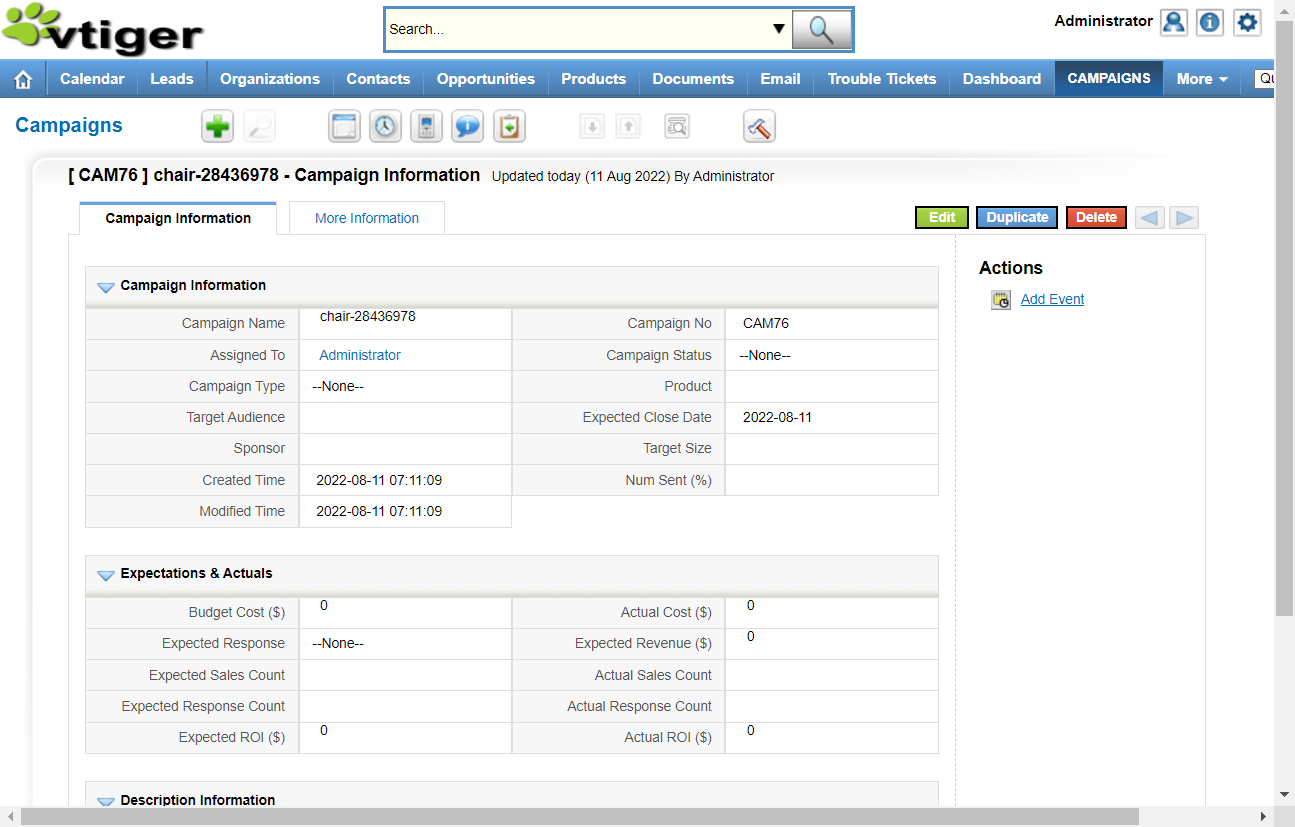 vtiger
Search...
Administrator
Calendar Leads Organizations Contacts Opportunities Products Documents Email Trouble Tickets Dashboard CAMPAIGNS More
Campaigns
[ CAM76 ] chair-28436978 - Campaign Information Updated today (11 Aug 2022) By Administrator
Campaign Information More Information Edit Duplicate Delete
Actions
Add Event
Campaign Information
Campaign Name chair-28436978 Campaign No CAM76
Assigned To Administrator Campaign Status --None--
Campaign Type --None-- Product
Target Audience Expected Close Date 2022-08-11
Sponsor Target Size
Created Time 2022-08-11 07:11:09 Num Sent (%)
Modified Time 2022-08-11 07:11:09
Expectations & Actuals
Budget Cost ($) 0 Actual Cost ($) 0
Expected Response --None-- Expected Revenue ($) 0
Expected Sales Count Actual Sales Count
Expected Response Count Actual Response Count
Expected ROI ($) 0 Actual ROI ($) 0
Description Information